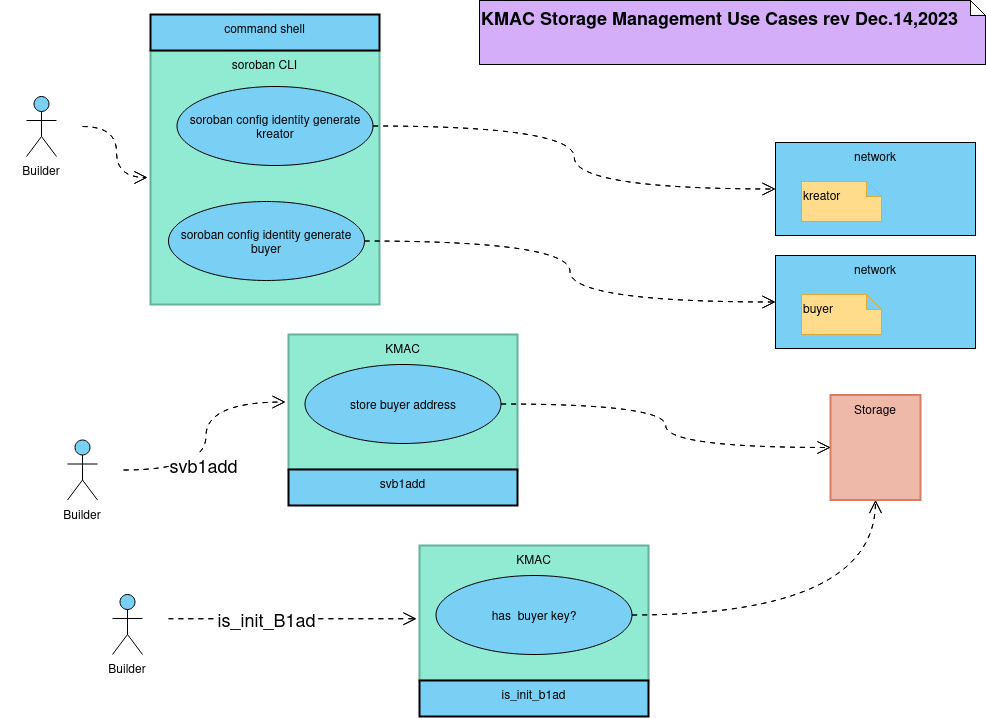 KMAC Storage Management Use Cases rev Dec.14,2023
command shell
soroban CLI
soroban config identity generate
kreator
Builder
network
kreator
soroban config identity generate
buyer
network
buyer
KMAC
store buyer address
Storage
svb1add
svb1add
Builder
KMAC
has  buyer key?
is_init_B1ad
Builder
is_init_b1ad